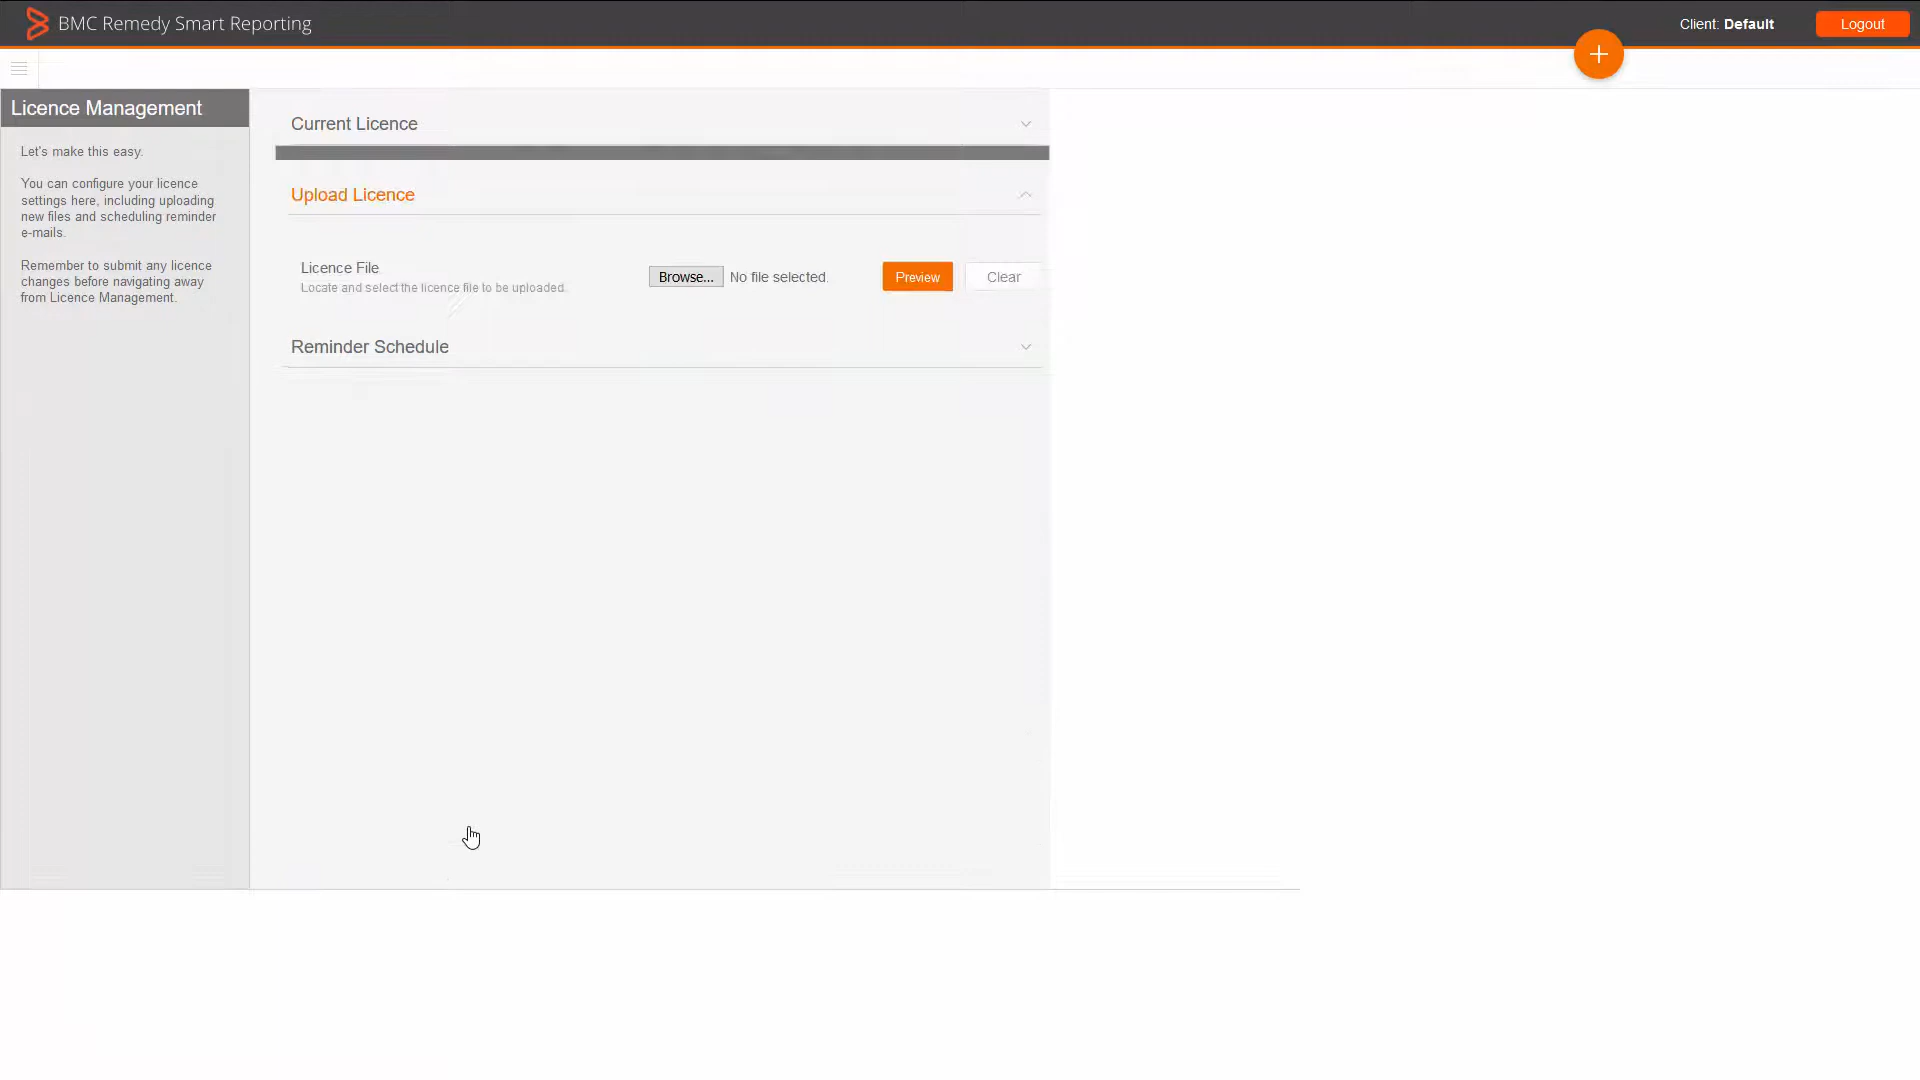 BMC Remedy Smart Reporting
Client: Default
Logout
Licence Management
Let's make this easy.
You can configure your licence
settings here, including uploading
new files and scheduling reminder
e-mails.
Remember to submit any licence
changes before navigating away
from Licence Management.
Current Licence
Upload Licence
Licence File
Locate and select the licence file to be uploaded.
Browse... No file selected.
Preview
Clear
Reminder Schedule